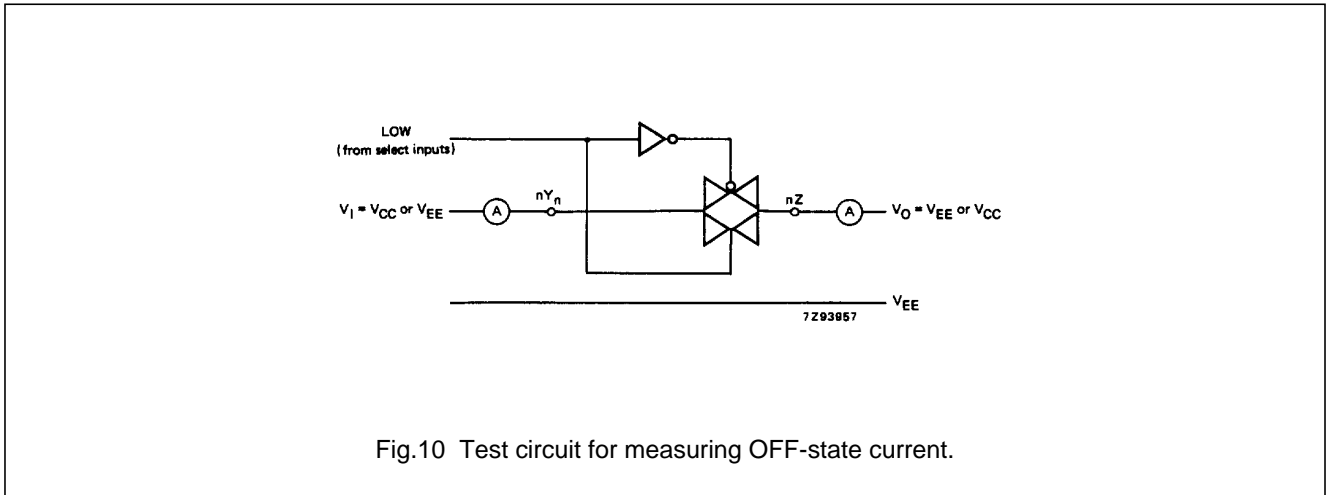 LOW
(from select inputs)
V_I = V_CC or V_EE
A
nY_n
nZ
A
V_O = V_EE or V_CC
V_EE
7Z93957
Fig.10 Test circuit for measuring OFF-state current.